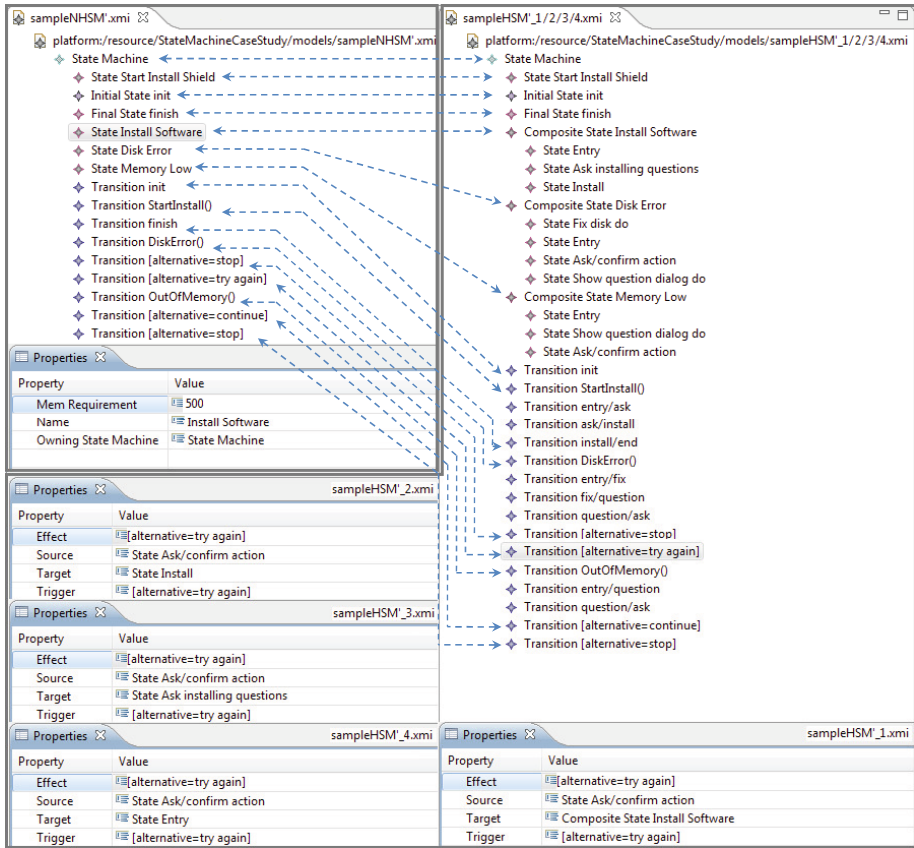 sampleNHSM'.xmi
platform:/resource/StateMachineCaseStudy/models/sampleNHSM'.xmi
State Machine
State Start Install Shield
Initial State init
Final State finish
State Install Software
State Disk Error
State Memory Low
Transition init
Transition StartInstall()
Transition finish
Transition DiskError()
Transition [alternative=stop]
Transition [alternative=try again]
Transition OutOfMemory()
Transition [alternative=continue]
Transition [alternative=stop]
Properties
Property Value
Mem Requirement 500
Name Install Software
Owning State Machine State Machine
sampleHSM'_1/2/3/4.xmi
platform:/resource/StateMachineCaseStudy/models/sampleHSM'_1/2/3/4.xmi
State Machine
State Start Install Shield
Initial State init
Final State finish
Composite State Install Software
State Entry
State Ask installing questions
State Install
Composite State Disk Error
State Fix disk do
State Entry
State Ask/confirm action
State Show question dialog do
Composite State Memory Low
State Entry
State Show question dialog do
State Ask/confirm action
Transition init
Transition StartInstall()
Transition entry/ask
Transition ask/install
Transition install/end
Transition DiskError()
Transition entry/fix
Transition fix/question
Transition question/ask
Transition [alternative=stop]
Transition [alternative=try again]
Transition OutOfMemory()
Transition entry/question
Transition question/ask
Transition [alternative=continue]
Transition [alternative=stop]
Properties sampleHSM'_2.xmi
Property Value
Effect [alternative=try again]
Source State Ask/confirm action
Target State Install
Trigger [alternative=try again]
Properties sampleHSM'_3.xmi
Property Value
Effect [alternative=try again]
Source State Ask/confirm action
Target State Ask installing questions
Trigger [alternative=try again]
Properties sampleHSM'_4.xmi
Property Value
Effect [alternative=try again]
Source State Ask/confirm action
Target State Entry
Trigger [alternative=try again]
Properties sampleHSM'_1.xmi
Property Value
Effect [alternative=try again]
Source State Ask/confirm action
Target Composite State Install Software
Trigger [alternative=try again]